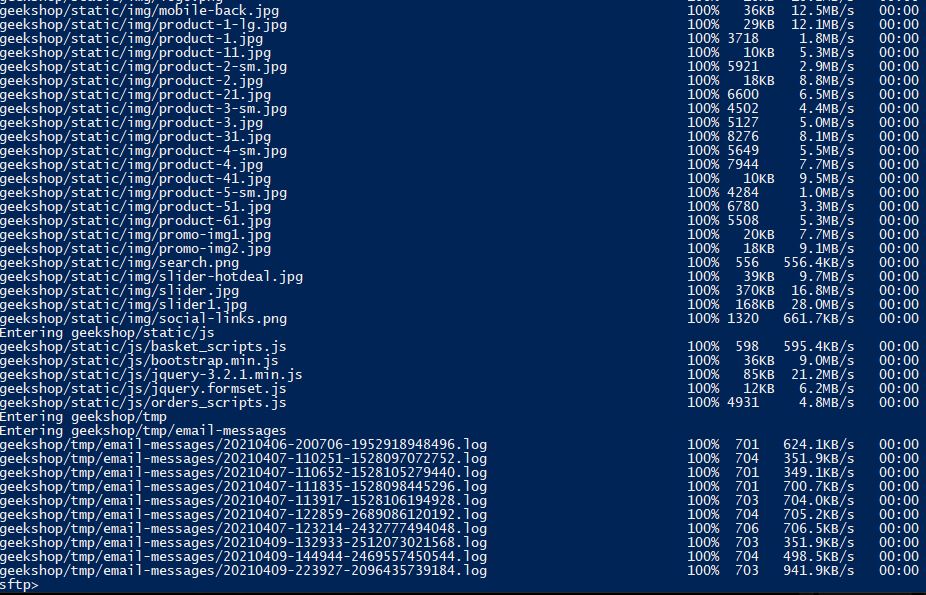 geekshop/static/img/mobile-back.jpg 100% 36KB 12.5MB/s 00:00
geekshop/static/img/product-1-lg.jpg 100% 29KB 12.1MB/s 00:00
geekshop/static/img/product-1.jpg 100% 3718 1.8MB/s 00:00
geekshop/static/img/product-11.jpg 100% 10KB 5.3MB/s 00:00
geekshop/static/img/product-2-sm.jpg 100% 5921 2.9MB/s 00:00
geekshop/static/img/product-2.jpg 100% 18KB 8.8MB/s 00:00
geekshop/static/img/product-21.jpg 100% 6600 6.5MB/s 00:00
geekshop/static/img/product-3-sm.jpg 100% 4502 4.4MB/s 00:00
geekshop/static/img/product-3.jpg 100% 5127 5.0MB/s 00:00
geekshop/static/img/product-31.jpg 100% 8276 8.1MB/s 00:00
geekshop/static/img/product-4-sm.jpg 100% 5649 5.5MB/s 00:00
geekshop/static/img/product-4.jpg 100% 7944 7.7MB/s 00:00
geekshop/static/img/product-41.jpg 100% 10KB 9.5MB/s 00:00
geekshop/static/img/product-5-sm.jpg 100% 4284 1.0MB/s 00:00
geekshop/static/img/product-51.jpg 100% 6780 3.3MB/s 00:00
geekshop/static/img/product-61.jpg 100% 5508 5.3MB/s 00:00
geekshop/static/img/promo-img1.jpg 100% 20KB 7.7MB/s 00:00
geekshop/static/img/promo-img2.jpg 100% 18KB 9.1MB/s 00:00
geekshop/static/img/search.png 100% 556 556.4KB/s 00:00
geekshop/static/img/slider-hotdeal.jpg 100% 39KB 9.7MB/s 00:00
geekshop/static/img/slider.jpg 100% 370KB 16.8MB/s 00:00
geekshop/static/img/slider1.jpg 100% 168KB 28.0MB/s 00:00
geekshop/static/img/social-links.png 100% 1320 661.7KB/s 00:00
Entering geekshop/static/js
geekshop/static/js/basket_scripts.js 100% 598 595.4KB/s 00:00
geekshop/static/js/bootstrap.min.js 100% 36KB 9.0MB/s 00:00
geekshop/static/js/jquery-3.2.1.min.js 100% 85KB 21.2MB/s 00:00
geekshop/static/js/jquery.formset.js 100% 12KB 6.2MB/s 00:00
geekshop/static/js/orders_scripts.js 100% 4931 4.8MB/s 00:00
Entering geekshop/tmp
Entering geekshop/tmp/email-messages
geekshop/tmp/email-messages/20210406-200706-1952918948496.log 100% 701 624.1KB/s 00:00
geekshop/tmp/email-messages/20210407-110251-1528097072752.log 100% 704 351.9KB/s 00:00
geekshop/tmp/email-messages/20210407-110652-1528105279440.log 100% 701 349.1KB/s 00:00
geekshop/tmp/email-messages/20210407-111835-1528098445296.log 100% 701 700.7KB/s 00:00
geekshop/tmp/email-messages/20210407-113917-1528106194928.log 100% 703 704.0KB/s 00:00
geekshop/tmp/email-messages/20210407-122859-2689086120192.log 100% 704 705.2KB/s 00:00
geekshop/tmp/email-messages/20210407-123214-2432777494048.log 100% 706 706.5KB/s 00:00
geekshop/tmp/email-messages/20210409-132933-2512073021568.log 100% 703 351.9KB/s 00:00
geekshop/tmp/email-messages/20210409-144944-2469557450544.log 100% 704 498.5KB/s 00:00
geekshop/tmp/email-messages/20210409-223927-2096435739184.log 100% 703 941.9KB/s 00:00
sftp>